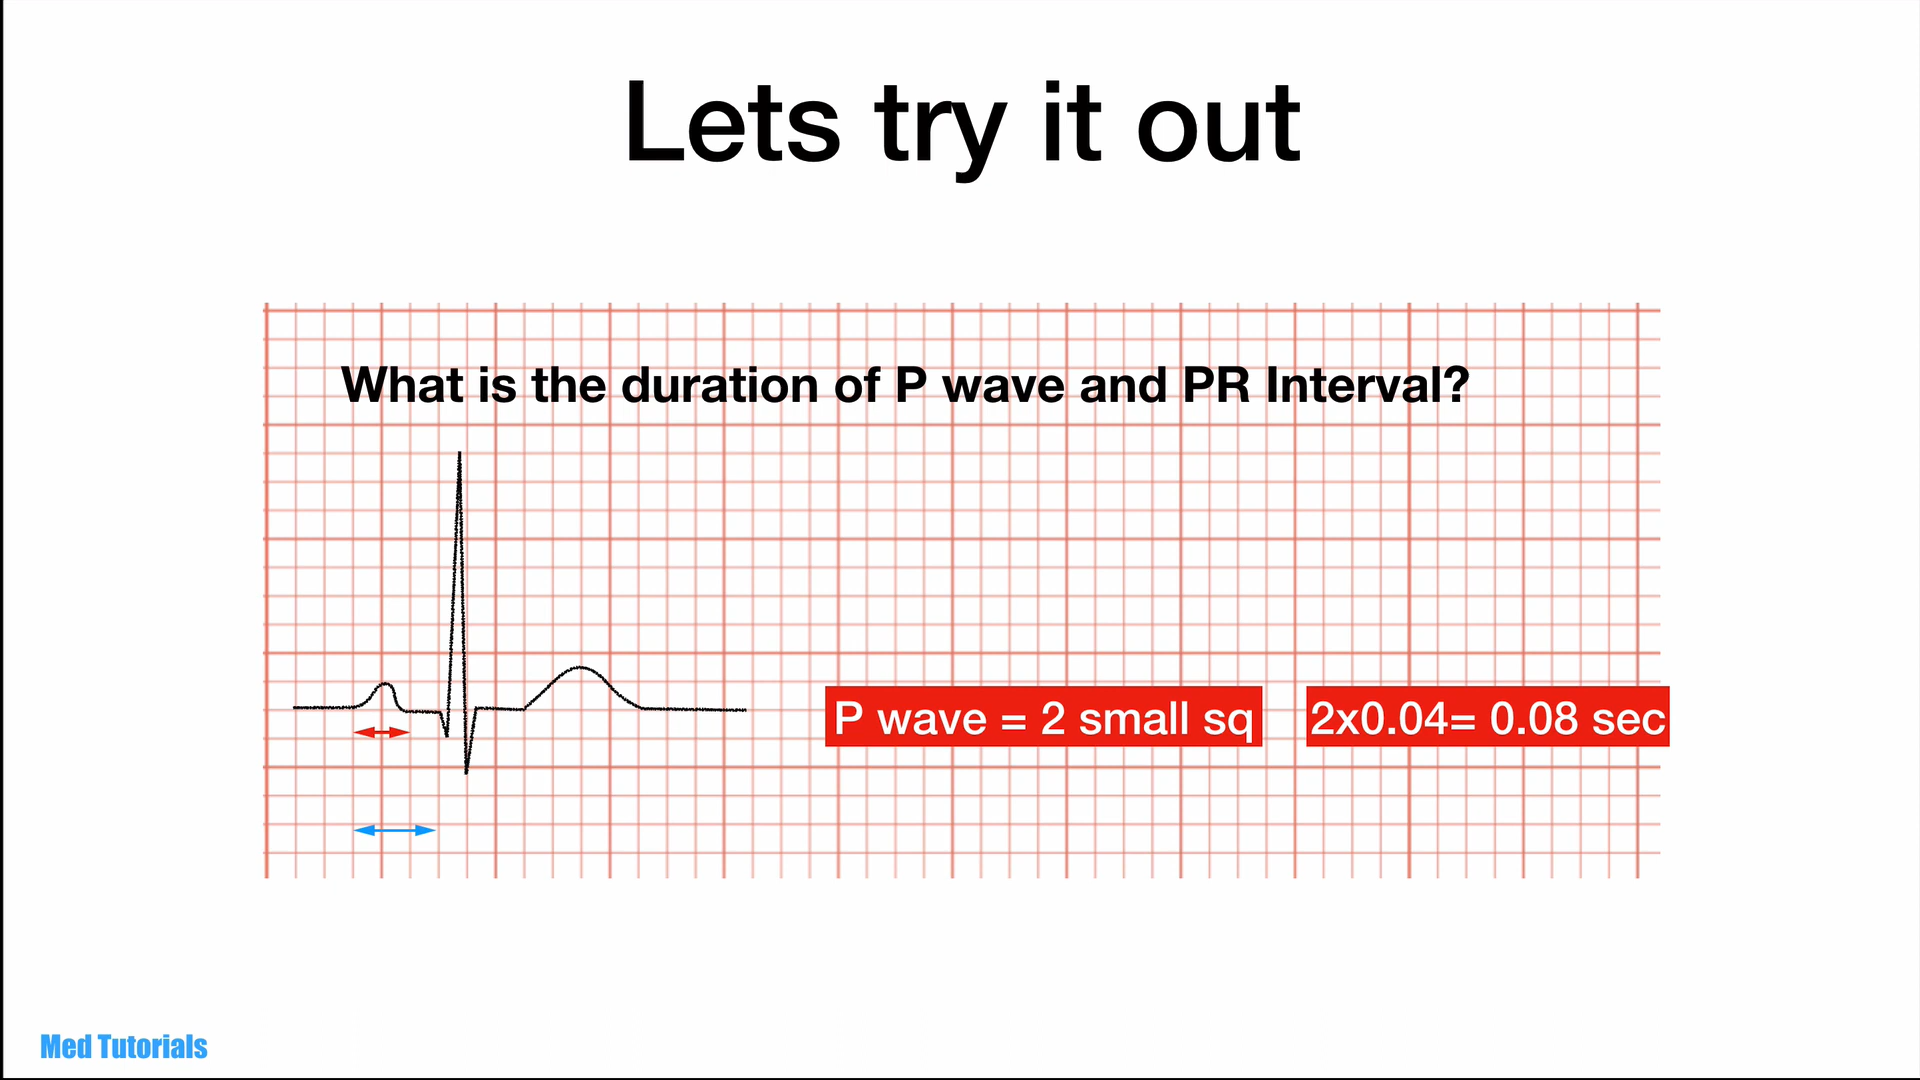 Lets try it out
What is the duration of P wave and PR Interval?
P wave = 2 small sq
2x0.04= 0.08 sec
Med Tutorials